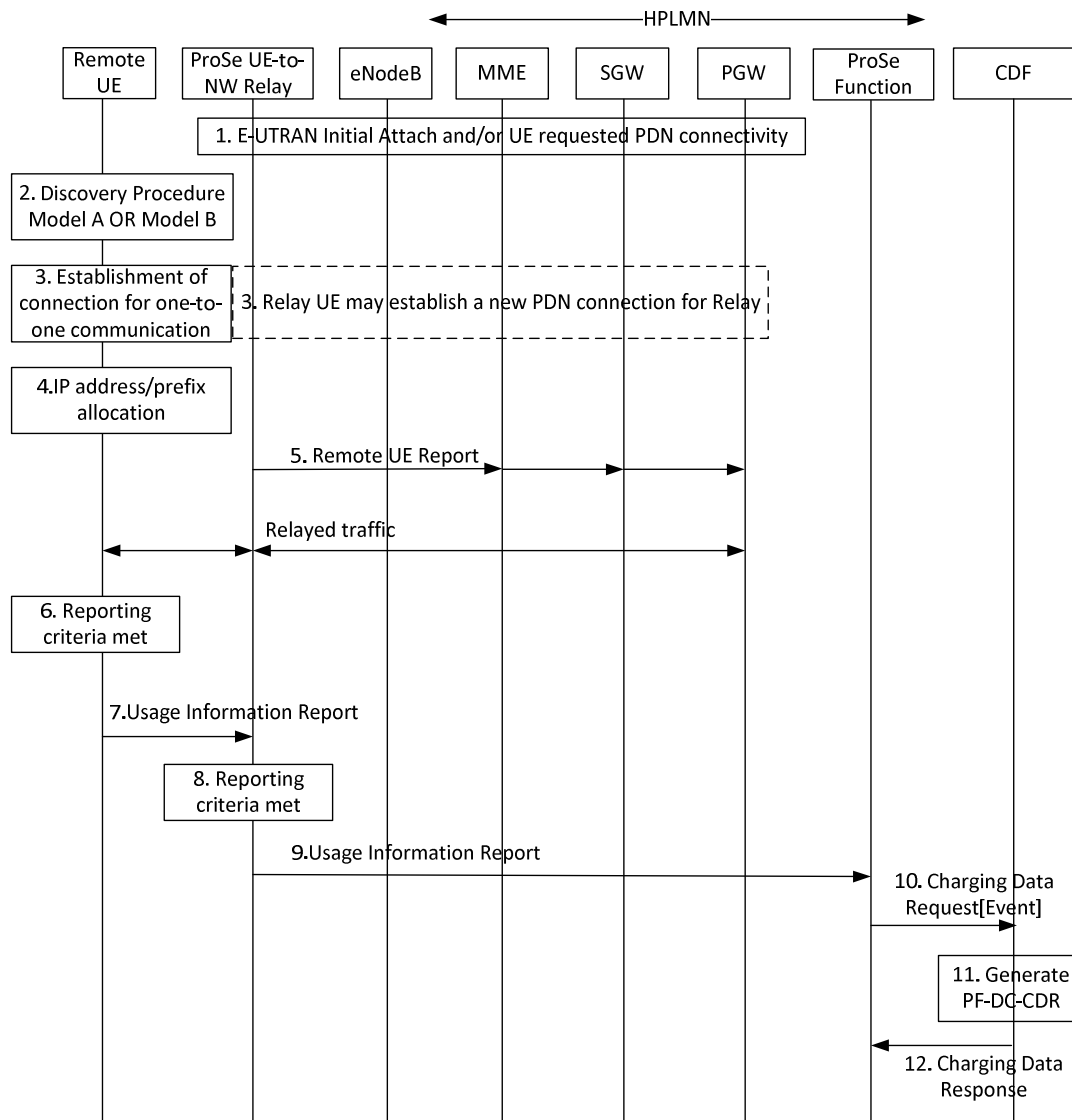 HPLMN
Remote
UE
ProSe UE-to-
NW Relay
eNodeB
MME
SGW
PGW
ProSe
Function
CDF
1. E-UTRAN Initial Attach and/or UE requested PDN connectivity
2. Discovery Procedure
Model A OR Model B
3. Establishment of
connection for one-to-
one communication
3. Relay UE may establish a new PDN connection for Relay
4.IP address/prefix
allocation
5. Remote UE Report
Relayed traffic
6. Reporting
criteria met
7.Usage Information Report
8. Reporting
criteria met
9.Usage Information Report
10. Charging Data
Request[Event]
11. Generate
PF-DC-CDR
12. Charging Data
Response